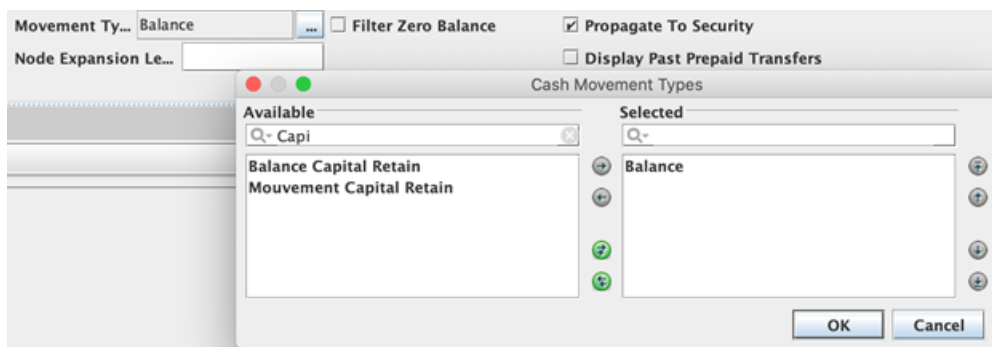 Movement Ty... Balance ... Filter Zero Balance Propagate To Security
Node Expansion Le... Display Past Prepaid Transfers
Cash Movement Types
Available Selected
Capi
Balance Capital Retain Balance
Mouvement Capital Retain
OK Cancel